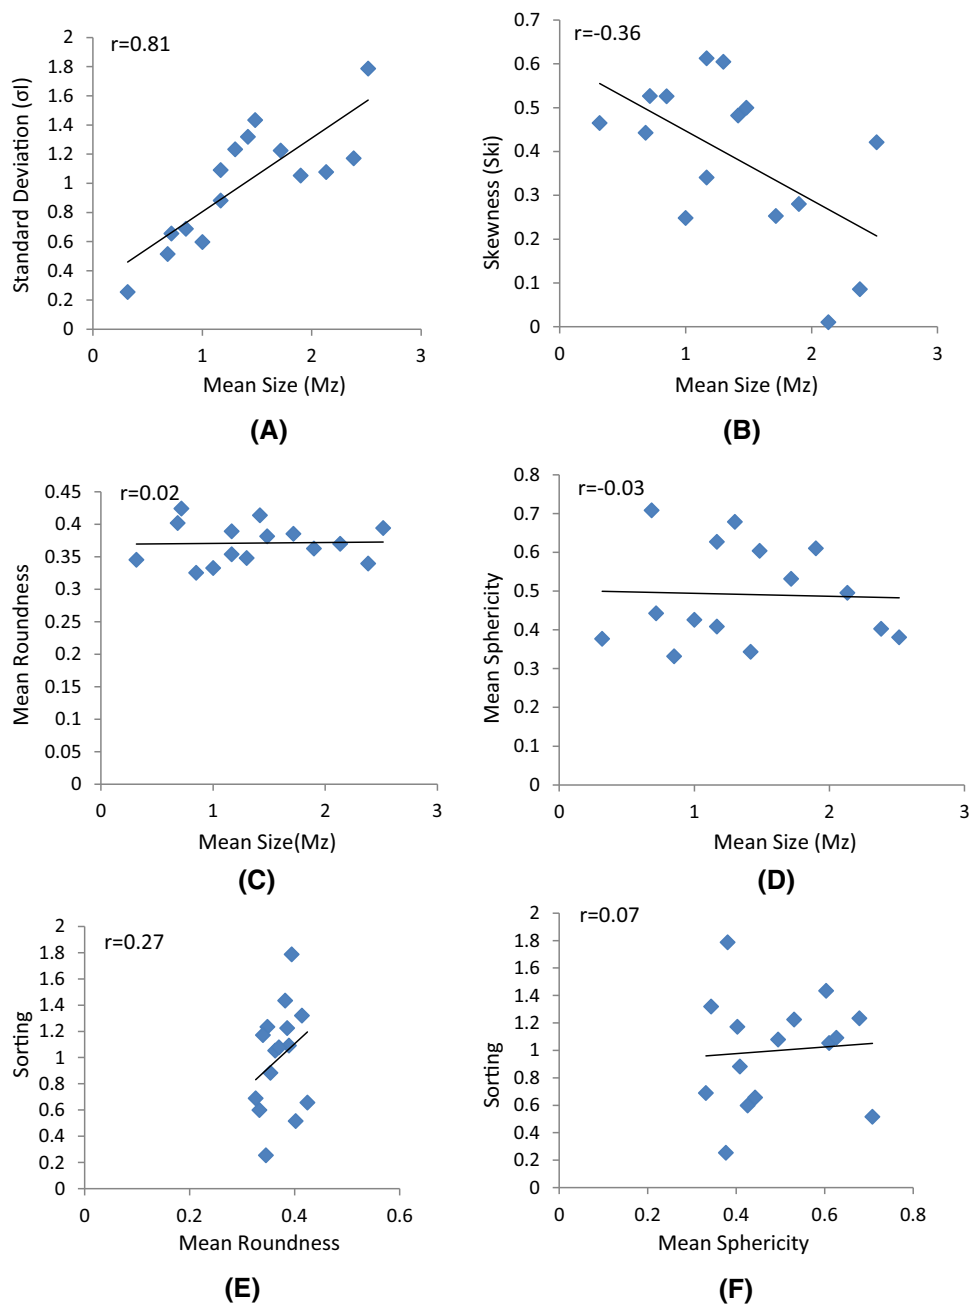 r=0.81
Standard Deviation (σI)
2
1.8
1.6
1.4
1.2
1
0.8
0.6
0.4
0.2
0
0 1 2 3
Mean Size (Mz)
(A)
r=-0.36
Skewness (Ski)
0.7
0.6
0.5
0.4
0.3
0.2
0.1
0
0 1 2 3
Mean Size (Mz)
(B)
r=0.02
Mean Roundness
0.45
0.4
0.35
0.3
0.25
0.2
0.15
0.1
0.05
0
0 1 2 3
Mean Size(Mz)
(C)
r=-0.03
Mean Sphericity
0.8
0.7
0.6
0.5
0.4
0.3
0.2
0.1
0
0 1 2 3
Mean Size (Mz)
(D)
r=0.27
Sorting
2
1.8
1.6
1.4
1.2
1
0.8
0.6
0.4
0.2
0
0 0.2 0.4 0.6
Mean Roundness
(E)
r=0.07
Sorting
2
1.8
1.6
1.4
1.2
1
0.8
0.6
0.4
0.2
0
0 0.2 0.4 0.6 0.8
Mean Sphericity
(F)